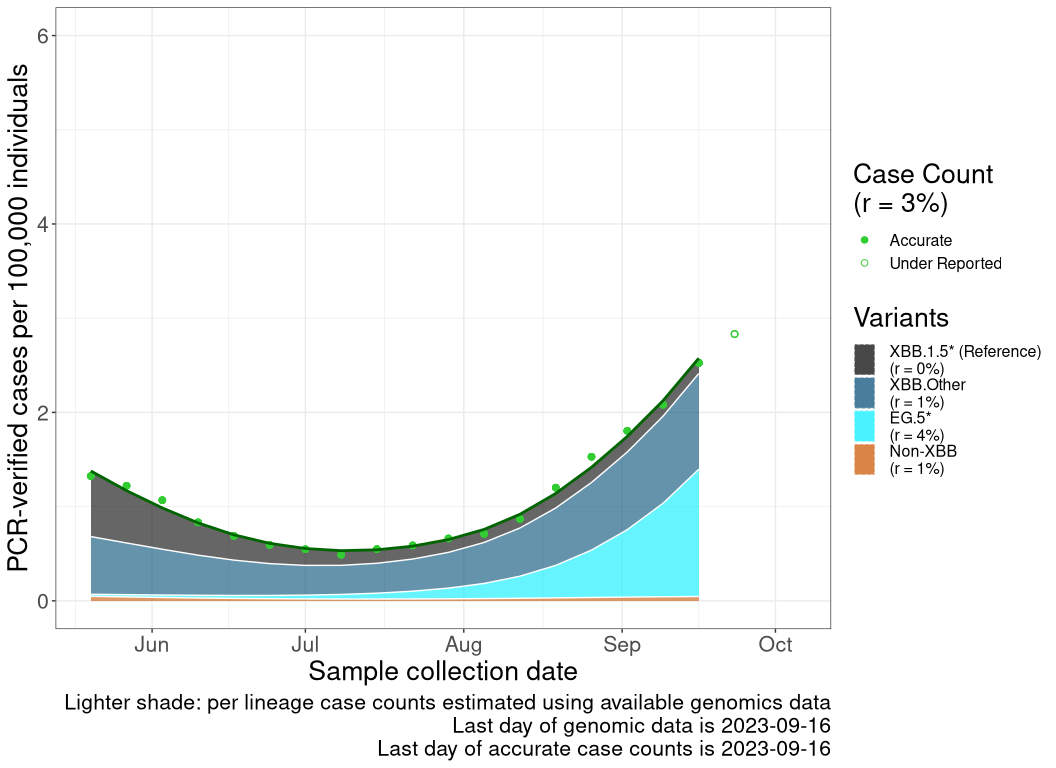 PCR-verified cases per 100,000 individuals
6
4
2
0
Jun Jul Aug Sep Oct
Sample collection date
Lighter shade: per lineage case counts estimated using available genomics data
Last day of genomic data is 2023-09-16
Last day of accurate case counts is 2023-09-16
Case Count
(r = 3%)
Accurate
Under Reported
Variants
XBB.1.5* (Reference)
(r = 0%)
XBB.Other
(r = 1%)
EG.5*
(r = 4%)
Non-XBB
(r = 1%)